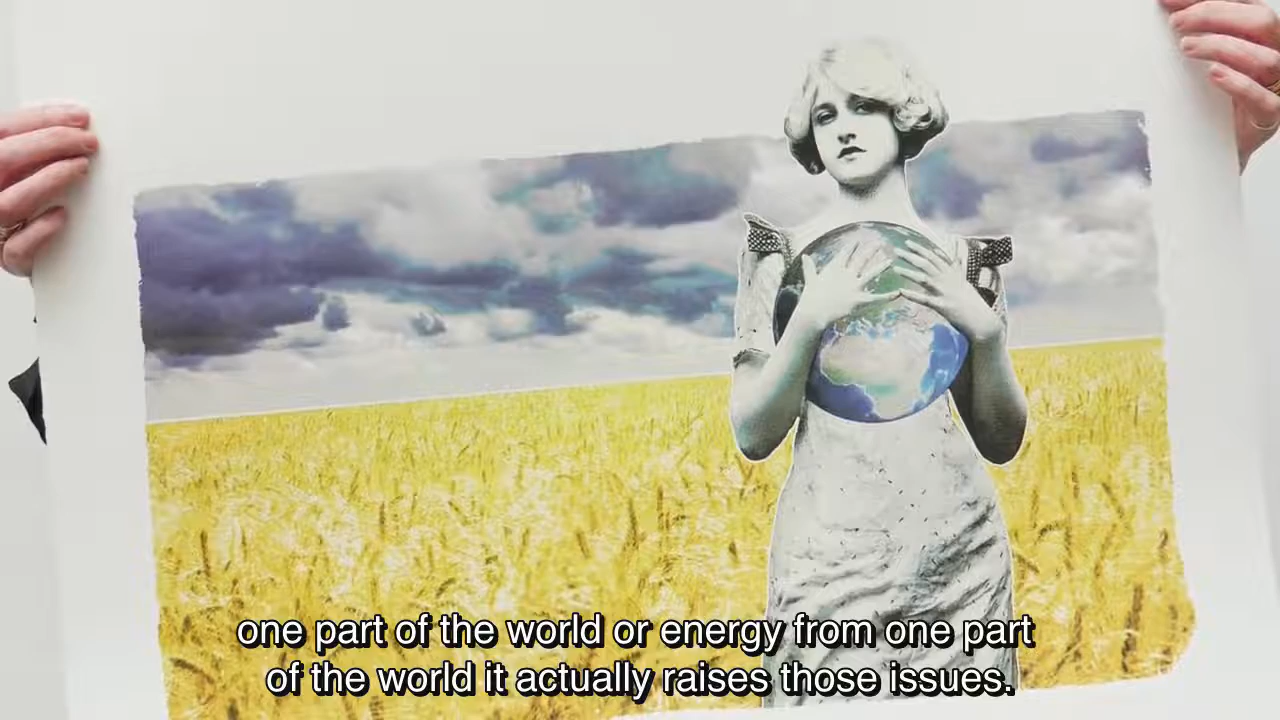 one part of the world or energy from one part
of the world it actually raises those issues.